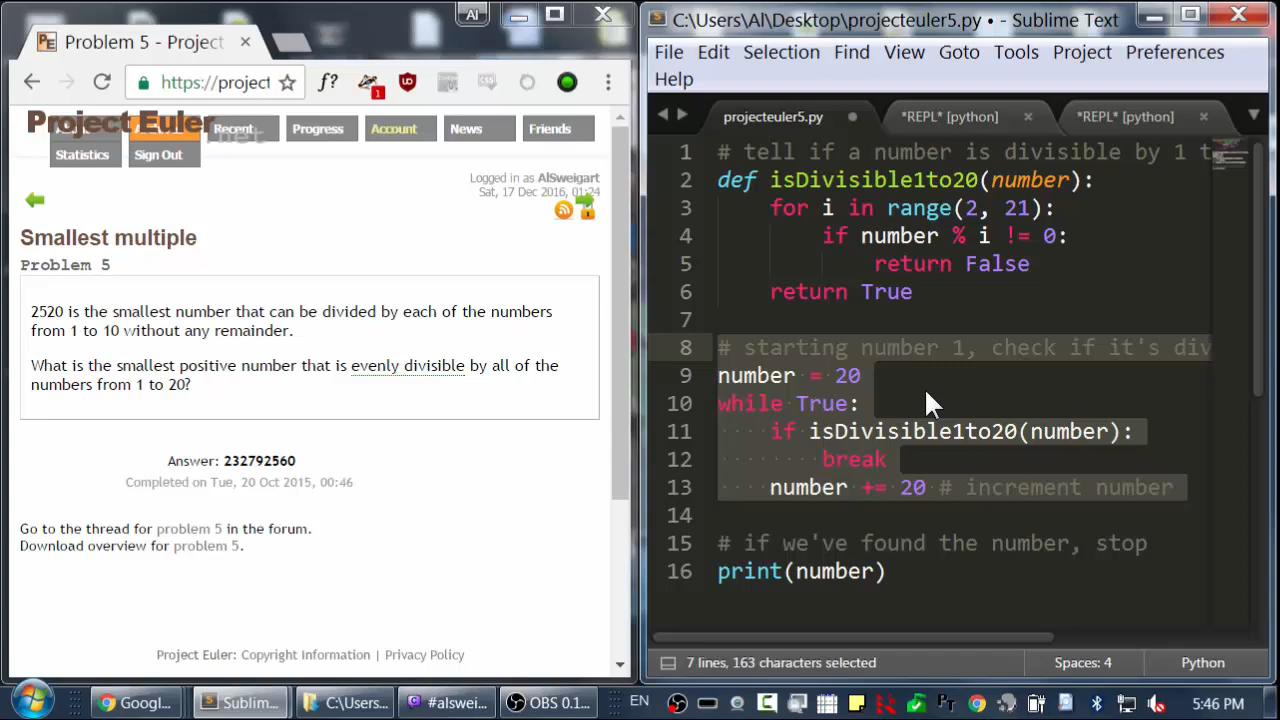 Al
Problem 5 - Project
https://project
f?
1
Project Euler
.net
Recent
Progress
Account
News
Friends
Statistics
Sign Out
Logged in as AlSweigart
Sat, 17 Dec 2016, 01:24
Smallest multiple
Problem 5
2520 is the smallest number that can be divided by each of the numbers
from 1 to 10 without any remainder.
What is the smallest positive number that is evenly divisible by all of the
numbers from 1 to 20?
Answer: 232792560
Completed on Tue, 20 Oct 2015, 00:46
Go to the thread for problem 5 in the forum.
Download overview for problem 5.
Project Euler: Copyright Information | Privacy Policy
C:\Users\Al\Desktop\projecteuler5.py • - Sublime Text
File Edit Selection Find View Goto Tools Project Preferences
Help
projecteuler5.py
*REPL* [python]
*REPL* [python]
1 # tell if a number is divisible by 1 t
2 def isDivisible1to20(number):
3 for i in range(2, 21):
4 if number % i != 0:
5 return False
6 return True
7
8 # starting number 1, check if it's div
9 number = 20
10 while True:
11 if isDivisible1to20(number):
12 break
13 number += 20 # increment number
14
15 # if we've found the number, stop
16 print(number)
7 lines, 163 characters selected
Spaces: 4
Python
Googl...
Sublim...
C:\Users...
#alswei...
OBS 0.1...
EN
5:46 PM